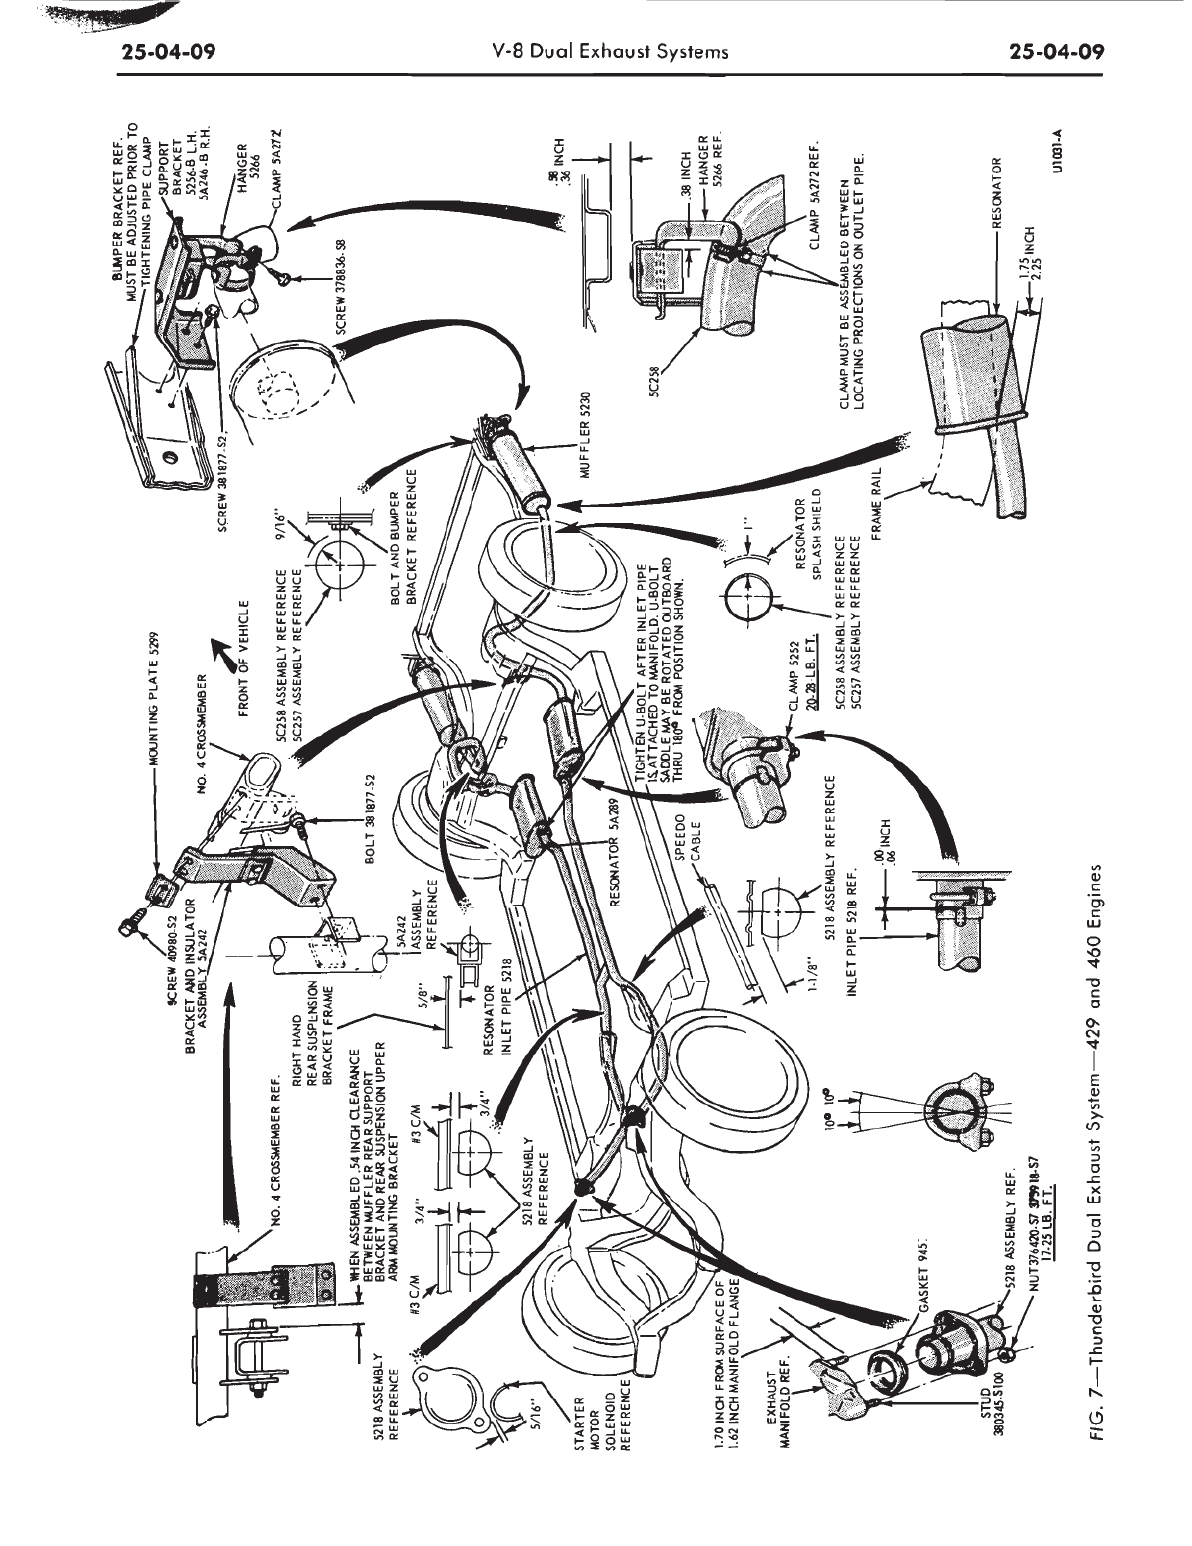 25-04-09
V-8 Dual Exhaust Systems
25-04-09
BUMPER BRACKET REF.
MUST BE ADJUSTED PRIOR TO
TIGHTENING PIPE CLAMP
SUPPORT
BRACKET
5256-B L.H.
5A246-B R.H.
HANGER
5266
CLAMP 5A272
SCREW 378836-S8
SCREW 381877-S2
.36 INCH
.38 INCH
HANGER
5266 REF.
CLAMP 5A272 REF.
5C258
CLAMP MUST BE ASSEMBLED BETWEEN
LOCATING PROJECTIONS ON OUTLET PIPE.
U1031-A
RESONATOR
1.75
2.25
INCH
FRAME RAIL
MUFFLER 5230
9/16"
BOLT AND BUMPER
BRACKET REFERENCE
5C258 ASSEMBLY REFERENCE
5C257 ASSEMBLY REFERENCE
FRONT OF VEHICLE
1"
RESONATOR
SPLASH SHIELD
5C258 ASSEMBLY REFERENCE
5C257 ASSEMBLY REFERENCE
TIGHTEN U-BOLT AFTER INLET PIPE
IS ATTACHED TO MANIFOLD. U-BOLT
SADDLE MAY BE ROTATED OUTBOARD
THRU 180° FROM POSITION SHOWN.
CLAMP 5252
20-28 LB. FT.
MOUNTING PLATE 5299
NO. 4 CROSSMEMBER
BOLT 381877-S2
SCREW 40980-S2
BRACKET AND INSULATOR
ASSEMBLY 5A242
RIGHT HAND
REAR SUSPENSION
BRACKET FRAME
5A242
ASSEMBLY
REFERENCE
5/8"
RESONATOR
INLET PIPE 5218
RESONATOR 5A289
SPEEDO
CABLE
5218 ASSEMBLY REFERENCE
1-1/8"
INLET PIPE 5218 REF.
.00
.06 INCH
NO. 4 CROSSMEMBER REF.
WHEN ASSEMBLED .54 INCH CLEARANCE
BETWEEN MUFFLER REAR SUPPORT
BRACKET AND REAR SUSPENSION UPPER
ARM MOUNTING BRACKET
#3 C/M
3/4"
#3 C/M
3/4"
5218 ASSEMBLY
REFERENCE
5218 ASSEMBLY
REFERENCE
5/16"
STARTER
MOTOR
SOLENOID
REFERENCE
1.70 INCH FROM SURFACE OF
1.62 INCH MANIFOLD FLANGE
EXHAUST
MANIFOLD REF.
GASKET 945
STUD
380345-S100
5218 ASSEMBLY REF.
NUT 376420-S7
17-25 LB. FT.
10° 10°
FIG. 7—Thunderbird Dual Exhaust System—429 and 460 Engines